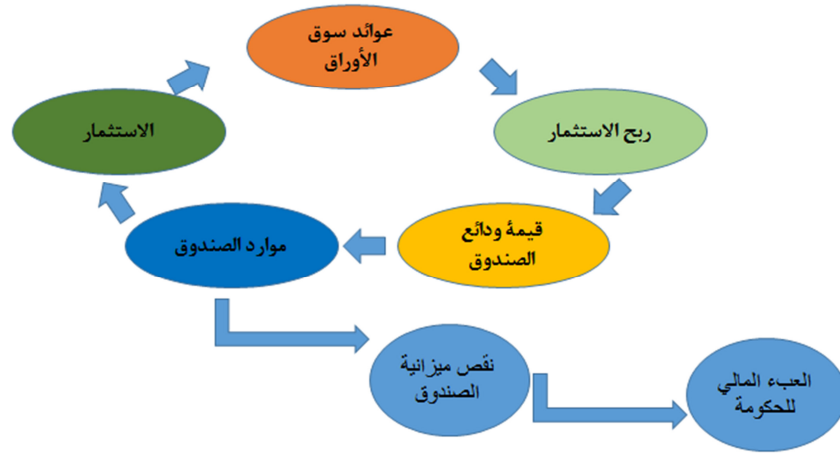 عوائد سوق
الأوراق
الاستثمار
ربح الاستثمار
موارد الصندوق
قيمة ودائع
الصندوق
نقص ميزانية
الصندوق
العبء المالي
للحكومة